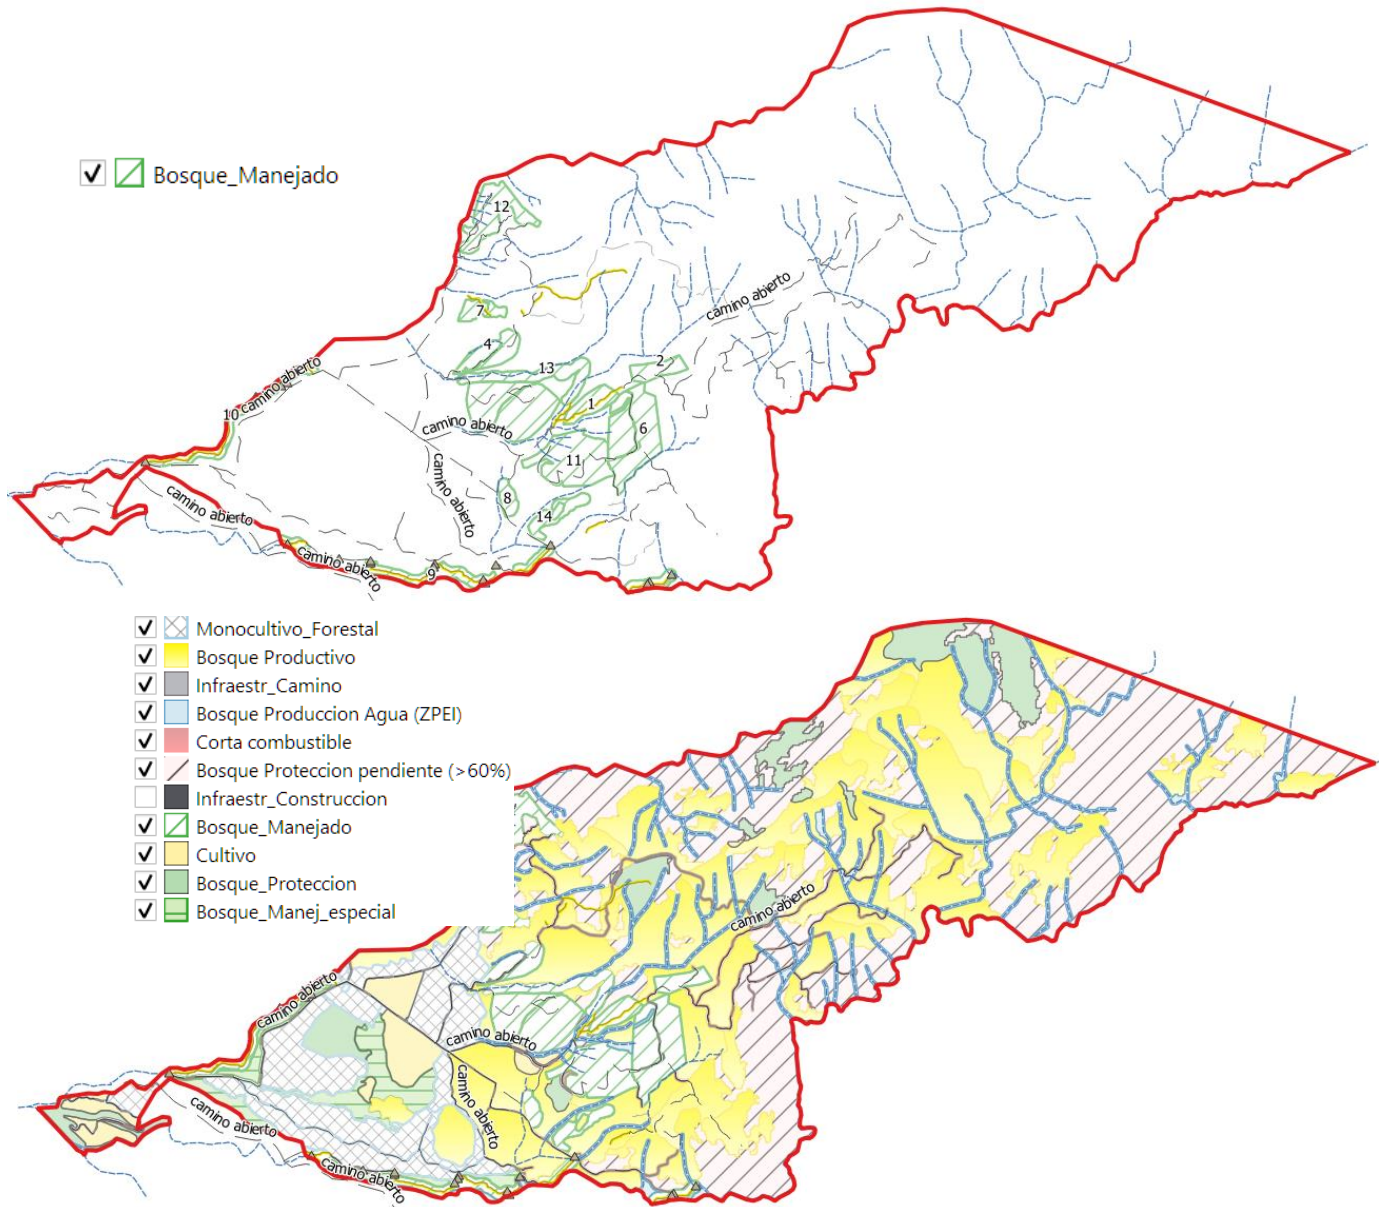 Bosque_Manejado
12
7
camino abierto
4
13
2
camino abierto
10 camino abierto
1
camino abierto
6
11
camino abierto
8
camino abierto
14
camino abierto
9
Monocultivo_Forestal
Bosque Productivo
Infraestr_Camino
Bosque Produccion Agua (ZPEI)
Corta combustible
Bosque Proteccion pendiente (>60%)
Infraestr_Construccion
Bosque_Manejado
Cultivo
Bosque_Proteccion
Bosque_Manej_especial
camino abierto
camino abierto
camino abierto
camino abierto
camino abierto
camino abierto